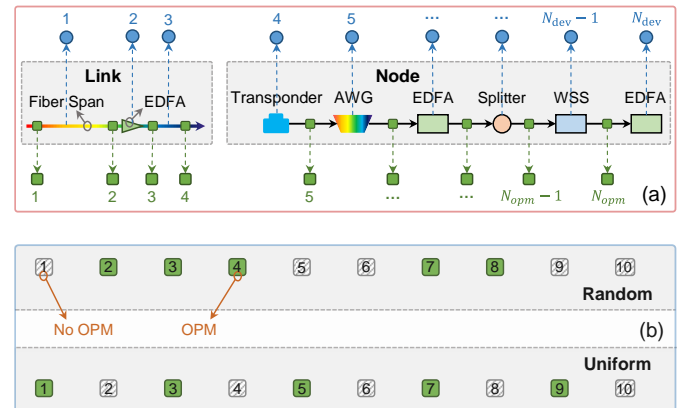 1 2 3 4 5 ... ... N_dev − 1 N_dev
Link Node
Fiber Span EDFA Transponder AWG EDFA Splitter WSS EDFA
1 2 3 4 5 ... ... N_opm − 1 N_opm (a)
1 2 3 4 5 6 7 8 9 10
Random
No OPM OPM (b)
Uniform
1 2 3 4 5 6 7 8 9 10